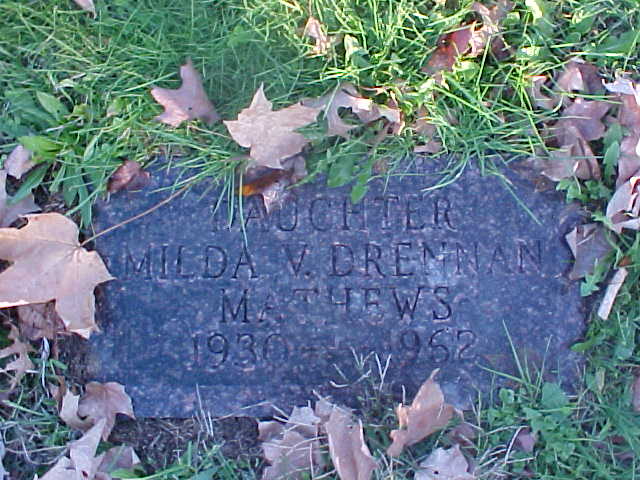 DAUGHTER
MILDA V. DRENNAN
MATHEWS
1930 - 1962